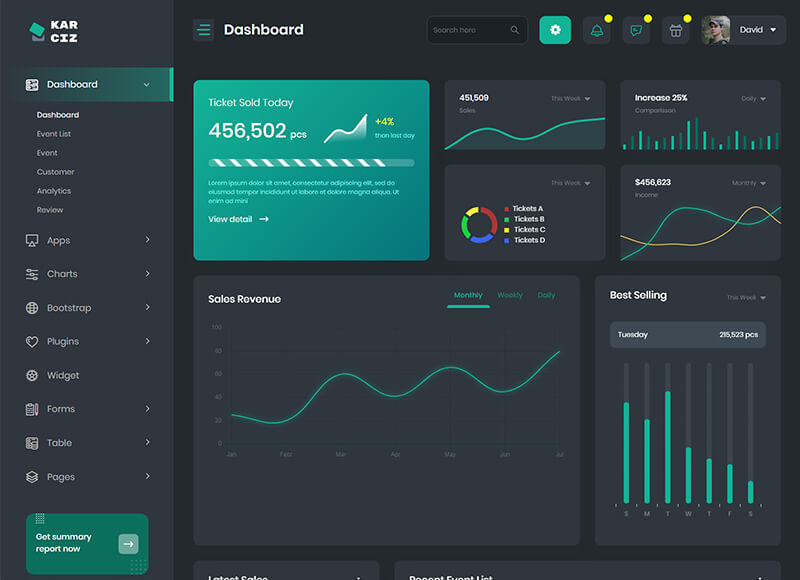 KAR
CIZ
Dashboard
Search here
David
Dashboard
Dashboard
Event List
Event
Customer
Analytics
Review
Apps
Charts
Bootstrap
Plugins
Widget
Forms
Table
Pages
Get summary
report now
Ticket Sold Today
456,502 pcs
+4%
than last day
Lorem ipsum dolor sit amet, consectetur adipiscing elit, sed do
eiusmod tempor incididunt ut labore et dolore magna aliqua. Ut
enim ad mini
View detail
451,509
This Week
Sales
Increase 25%
Daily
Comparisson
This Week
Tickets A
Tickets B
Tickets C
Tickets D
$456,623
Monthly
Income
Sales Revenue
Monthly
Weekly
Daily
100
80
60
40
20
0
Jan
Febr
Mar
Apr
May
Jun
Jul
Best Selling
This Week
Tuesday
215,523 pcs
S
M
T
W
T
F
S
Latest Sales
Recent Event List